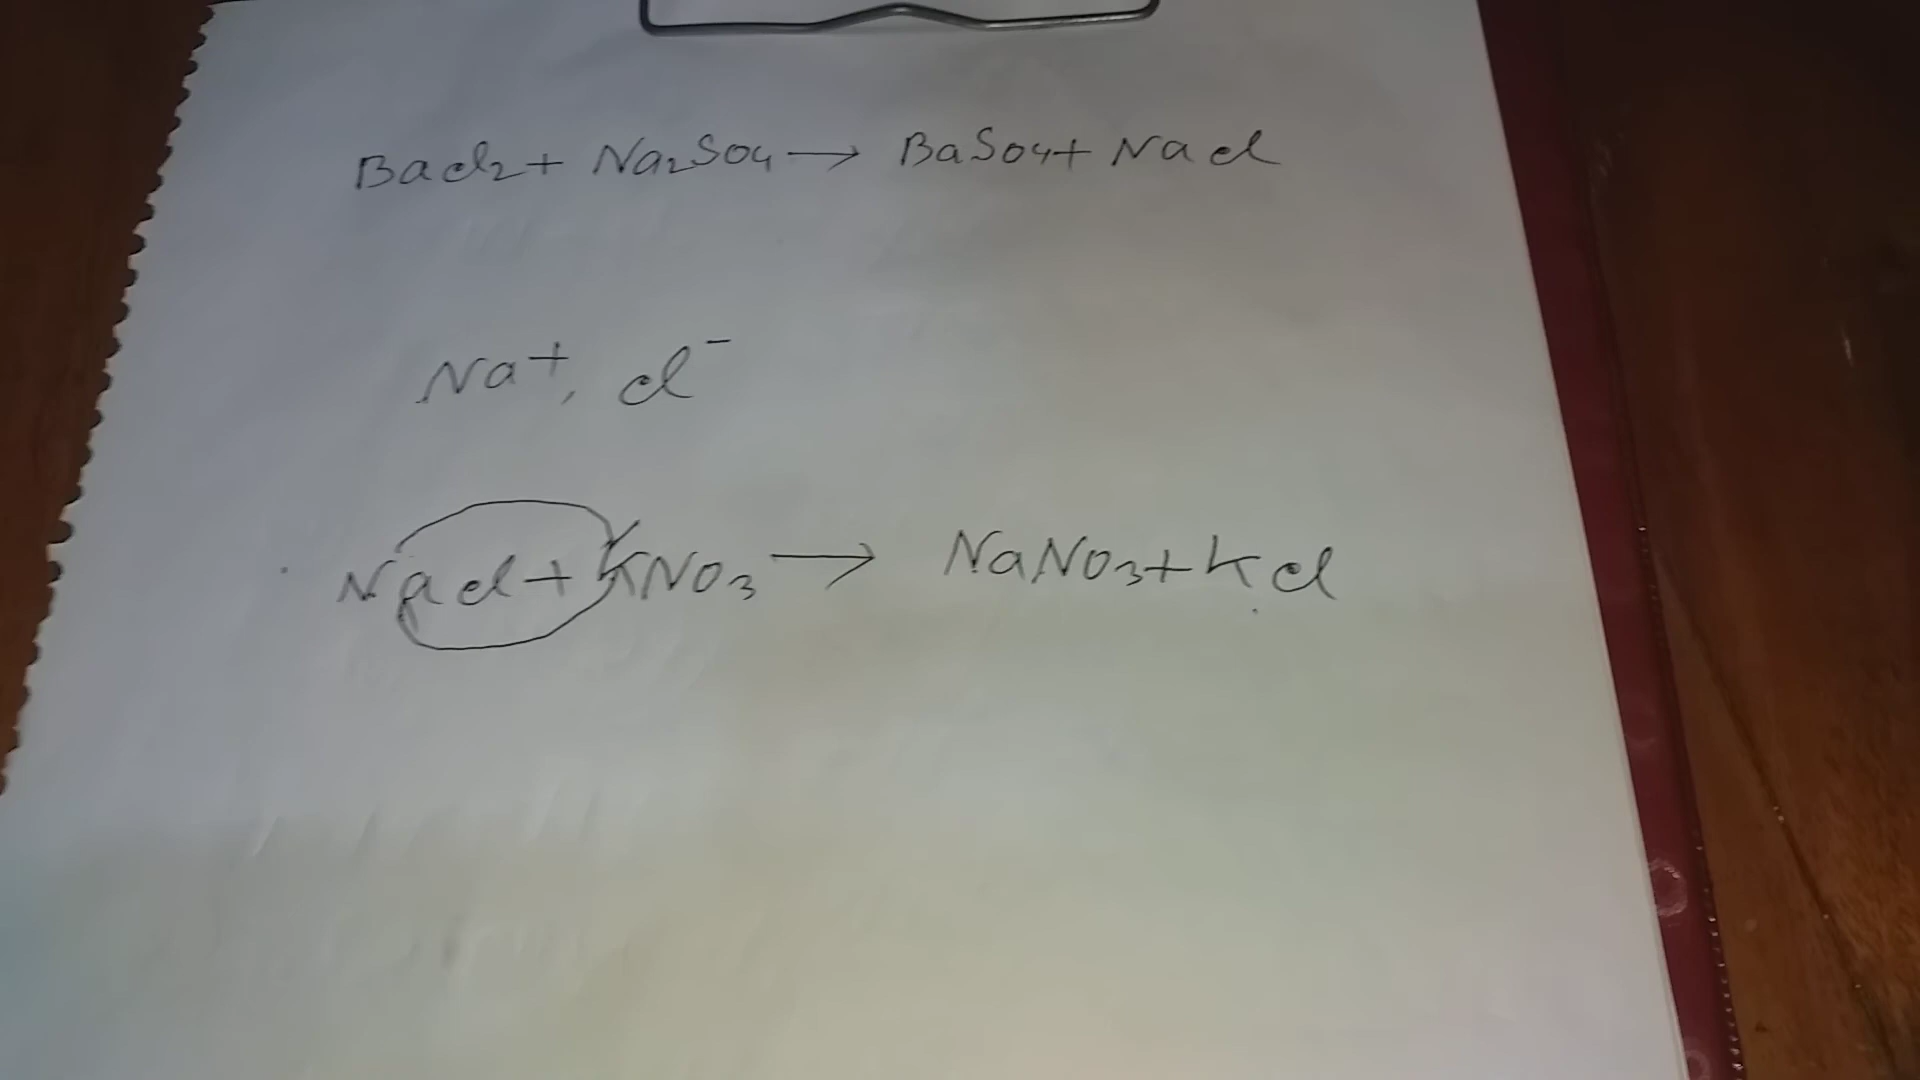 BaCl2 + Na2SO4 → BaSO4 + NaCl
Na+, Cl-
NaCl + KNO3 → NaNO3 + KCl